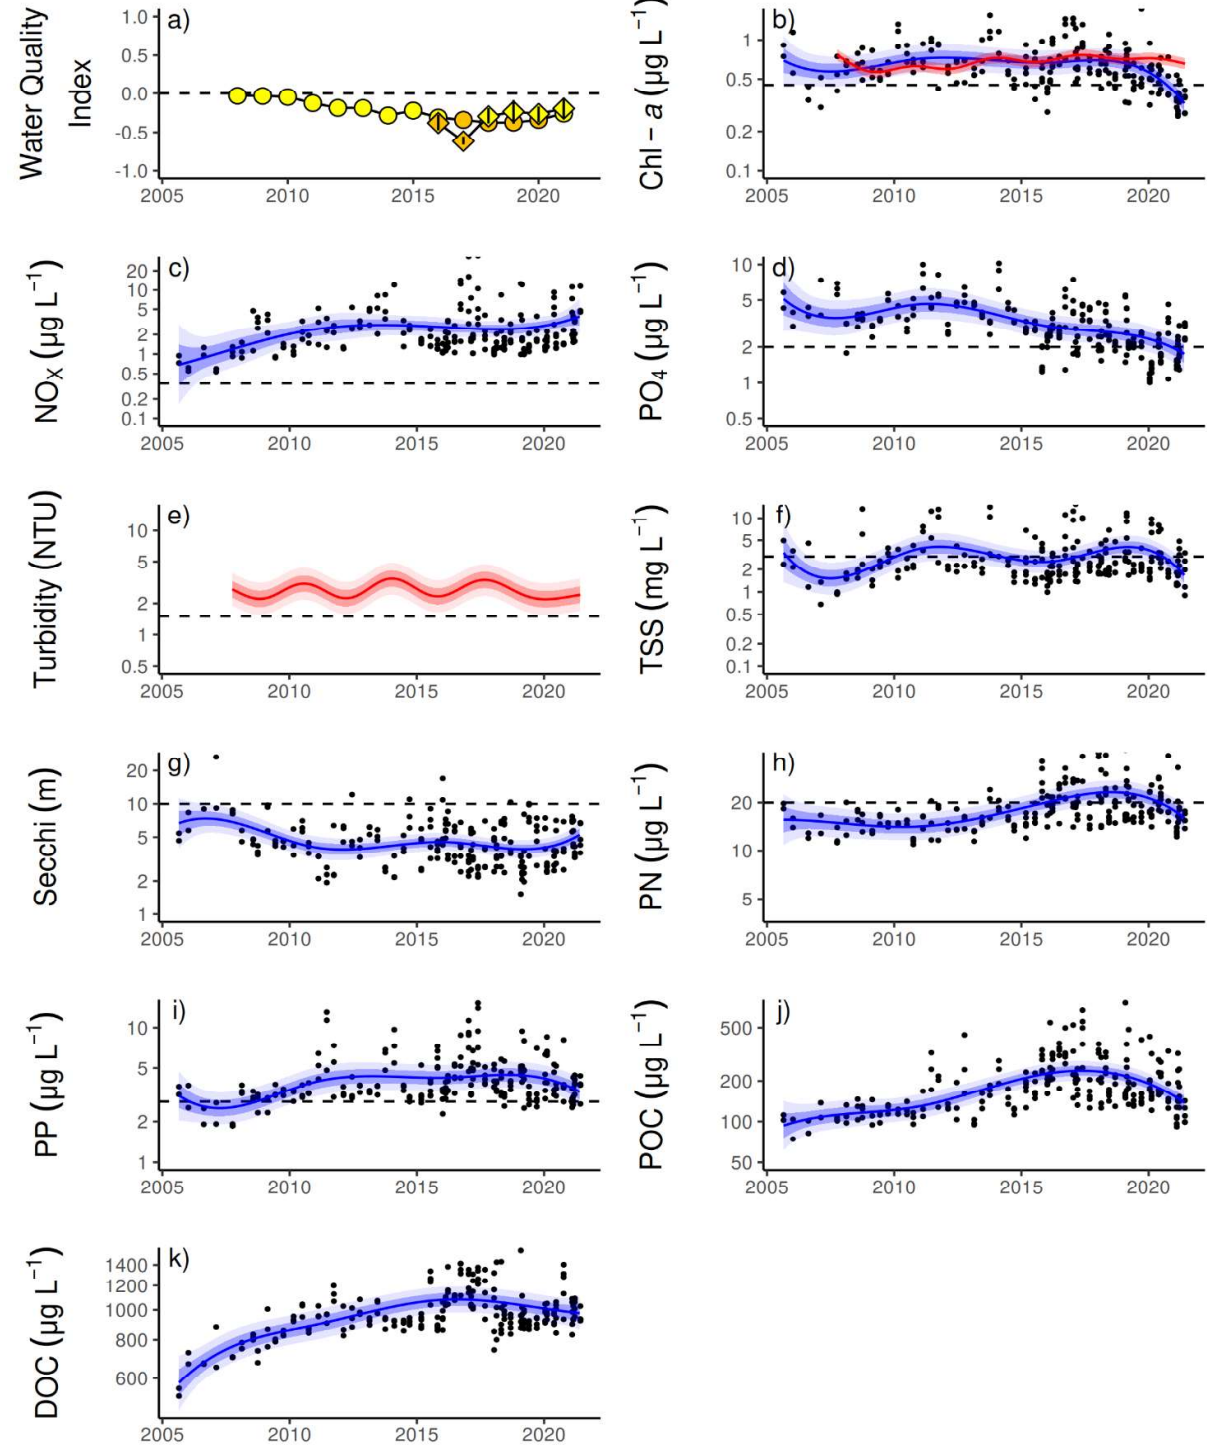 a)
Water Quality
Index
1.0
0.5
0.0
-0.5
-1.0
2005 2010 2015 2020
b)
Chl − a (µg L−1)
1
0.5
0.2
0.1
2005 2010 2015 2020
c)
NOX (µg L−1)
20
10
5
2
1
0.5
0.2
0.1
2005 2010 2015 2020
d)
PO4 (µg L−1)
10
5
2
1
0.5
2005 2010 2015 2020
e)
Turbidity (NTU)
10
5
2
1
0.5
2005 2010 2015 2020
f)
TSS (mg L−1)
10
5
2
1
0.5
0.2
0.1
2005 2010 2015 2020
g)
Secchi (m)
20
10
5
2
1
2005 2010 2015 2020
h)
PN (µg L−1)
20
10
5
2005 2010 2015 2020
i)
PP (µg L−1)
10
5
2
1
2005 2010 2015 2020
j)
POC (µg L−1)
500
200
100
50
2005 2010 2015 2020
k)
DOC (µg L−1)
1400
1200
1000
800
600
2005 2010 2015 2020